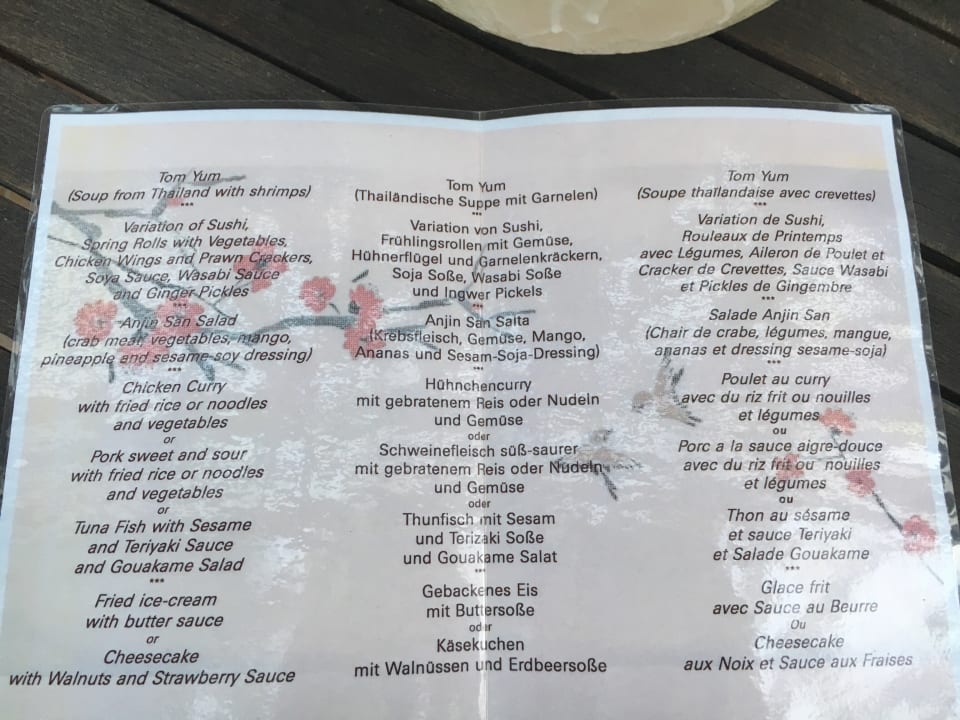 Tom Yum
(Soup from Thailand with shrimps)
***
Variation of Sushi,
Spring Rolls with Vegetables,
Chicken Wings and Prawn Crackers,
Soya Sauce, Wasabi Sauce
and Ginger Pickles
***
Anjin San Salad
(crab meat, vegetables, mango,
pineapple and sesame-soy dressing)
***
Chicken Curry
with fried rice or noodles
and vegetables
or
Pork sweet and sour
with fried rice or noodles
and vegetables
or
Tuna Fish with Sesame
and Teriyaki Sauce
and Gouakame Salad
***
Fried ice-cream
with butter sauce
or
Cheesecake
with Walnuts and Strawberry Sauce
Tom Yum
(Thailändische Suppe mit Garnelen)
***
Variation von Sushi,
Frühlingsrollen mit Gemüse,
Hühnerflügel und Garnelenkräckern,
Soja Soße, Wasabi Soße
und Ingwer Pickels
***
Anjin San Salta
(Krebsfleisch, Gemüse, Mango,
Ananas und Sesam-Soja-Dressing)
***
Hühnchencurry
mit gebratenem Reis oder Nudeln
und Gemüse
oder
Schweinefleisch süß-saurer
mit gebratenem Reis oder Nudeln
und Gemüse
oder
Thunfisch mit Sesam
und Terizaki Soße
und Gouakame Salat
***
Gebackenes Eis
mit Buttersoße
oder
Käsekuchen
mit Walnüssen und Erdbeersoße
Tom Yum
(Soupe thaïlandaise avec crevettes)
***
Variation de Sushi,
Rouleaux de Printemps
avec Légumes, Aileron de Poulet et
Cracker de Crevettes, Sauce Wasabi
et Pickles de Gingembre
***
Salade Anjin San
(Chair de crabe, légumes, mangue,
ananas et dressing sesame-soja)
***
Poulet au curry
avec du riz frit ou nouilles
et légumes
ou
Porc a la sauce aigre-douce
avec du riz frit ou nouilles
et légumes
ou
Thon au sésame
et sauce Teriyaki
et Salade Gouakame
***
Glace frit
avec Sauce au Beurre
Ou
Cheesecake
aux Noix et Sauce aux Fraises